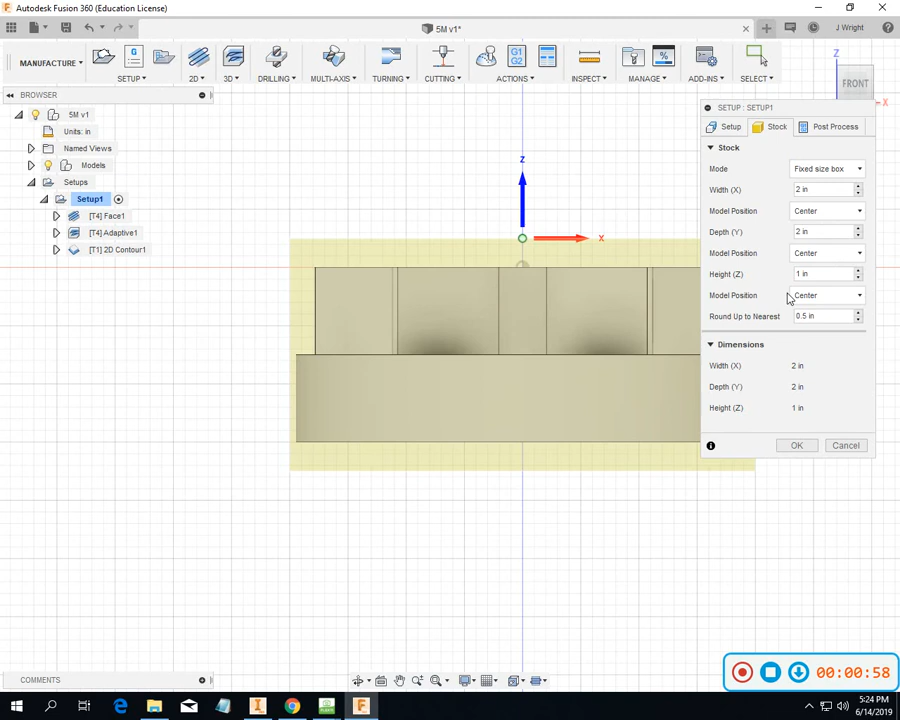 Autodesk Fusion 360 (Education License)
5M v1*
J Wright
MANUFACTURE
G
G1
G2
%
SETUP
2D
3D
DRILLING
MULTI-AXIS
TURNING
CUTTING
ACTIONS
INSPECT
MANAGE
ADD-INS
SELECT
BROWSER
Z
FRONT
X
5M v1
SETUP : SETUP1
Units: in
Setup
Stock
Post Process
Named Views
Stock
Models
Mode
Fixed size box
Setups
Width (X)
2 in
Setup1
Model Position
Center
[T4] Face1
Depth (Y)
2 in
[T4] Adaptive1
Model Position
Center
[T1] 2D Contour1
Height (Z)
1 in
Model Position
Center
Round Up to Nearest
0.5 in
Z
X
Dimensions
Width (X)
2 in
Depth (Y)
2 in
Height (Z)
1 in
OK
Cancel
COMMENTS
00:00:58
5:24 PM
6/14/2019